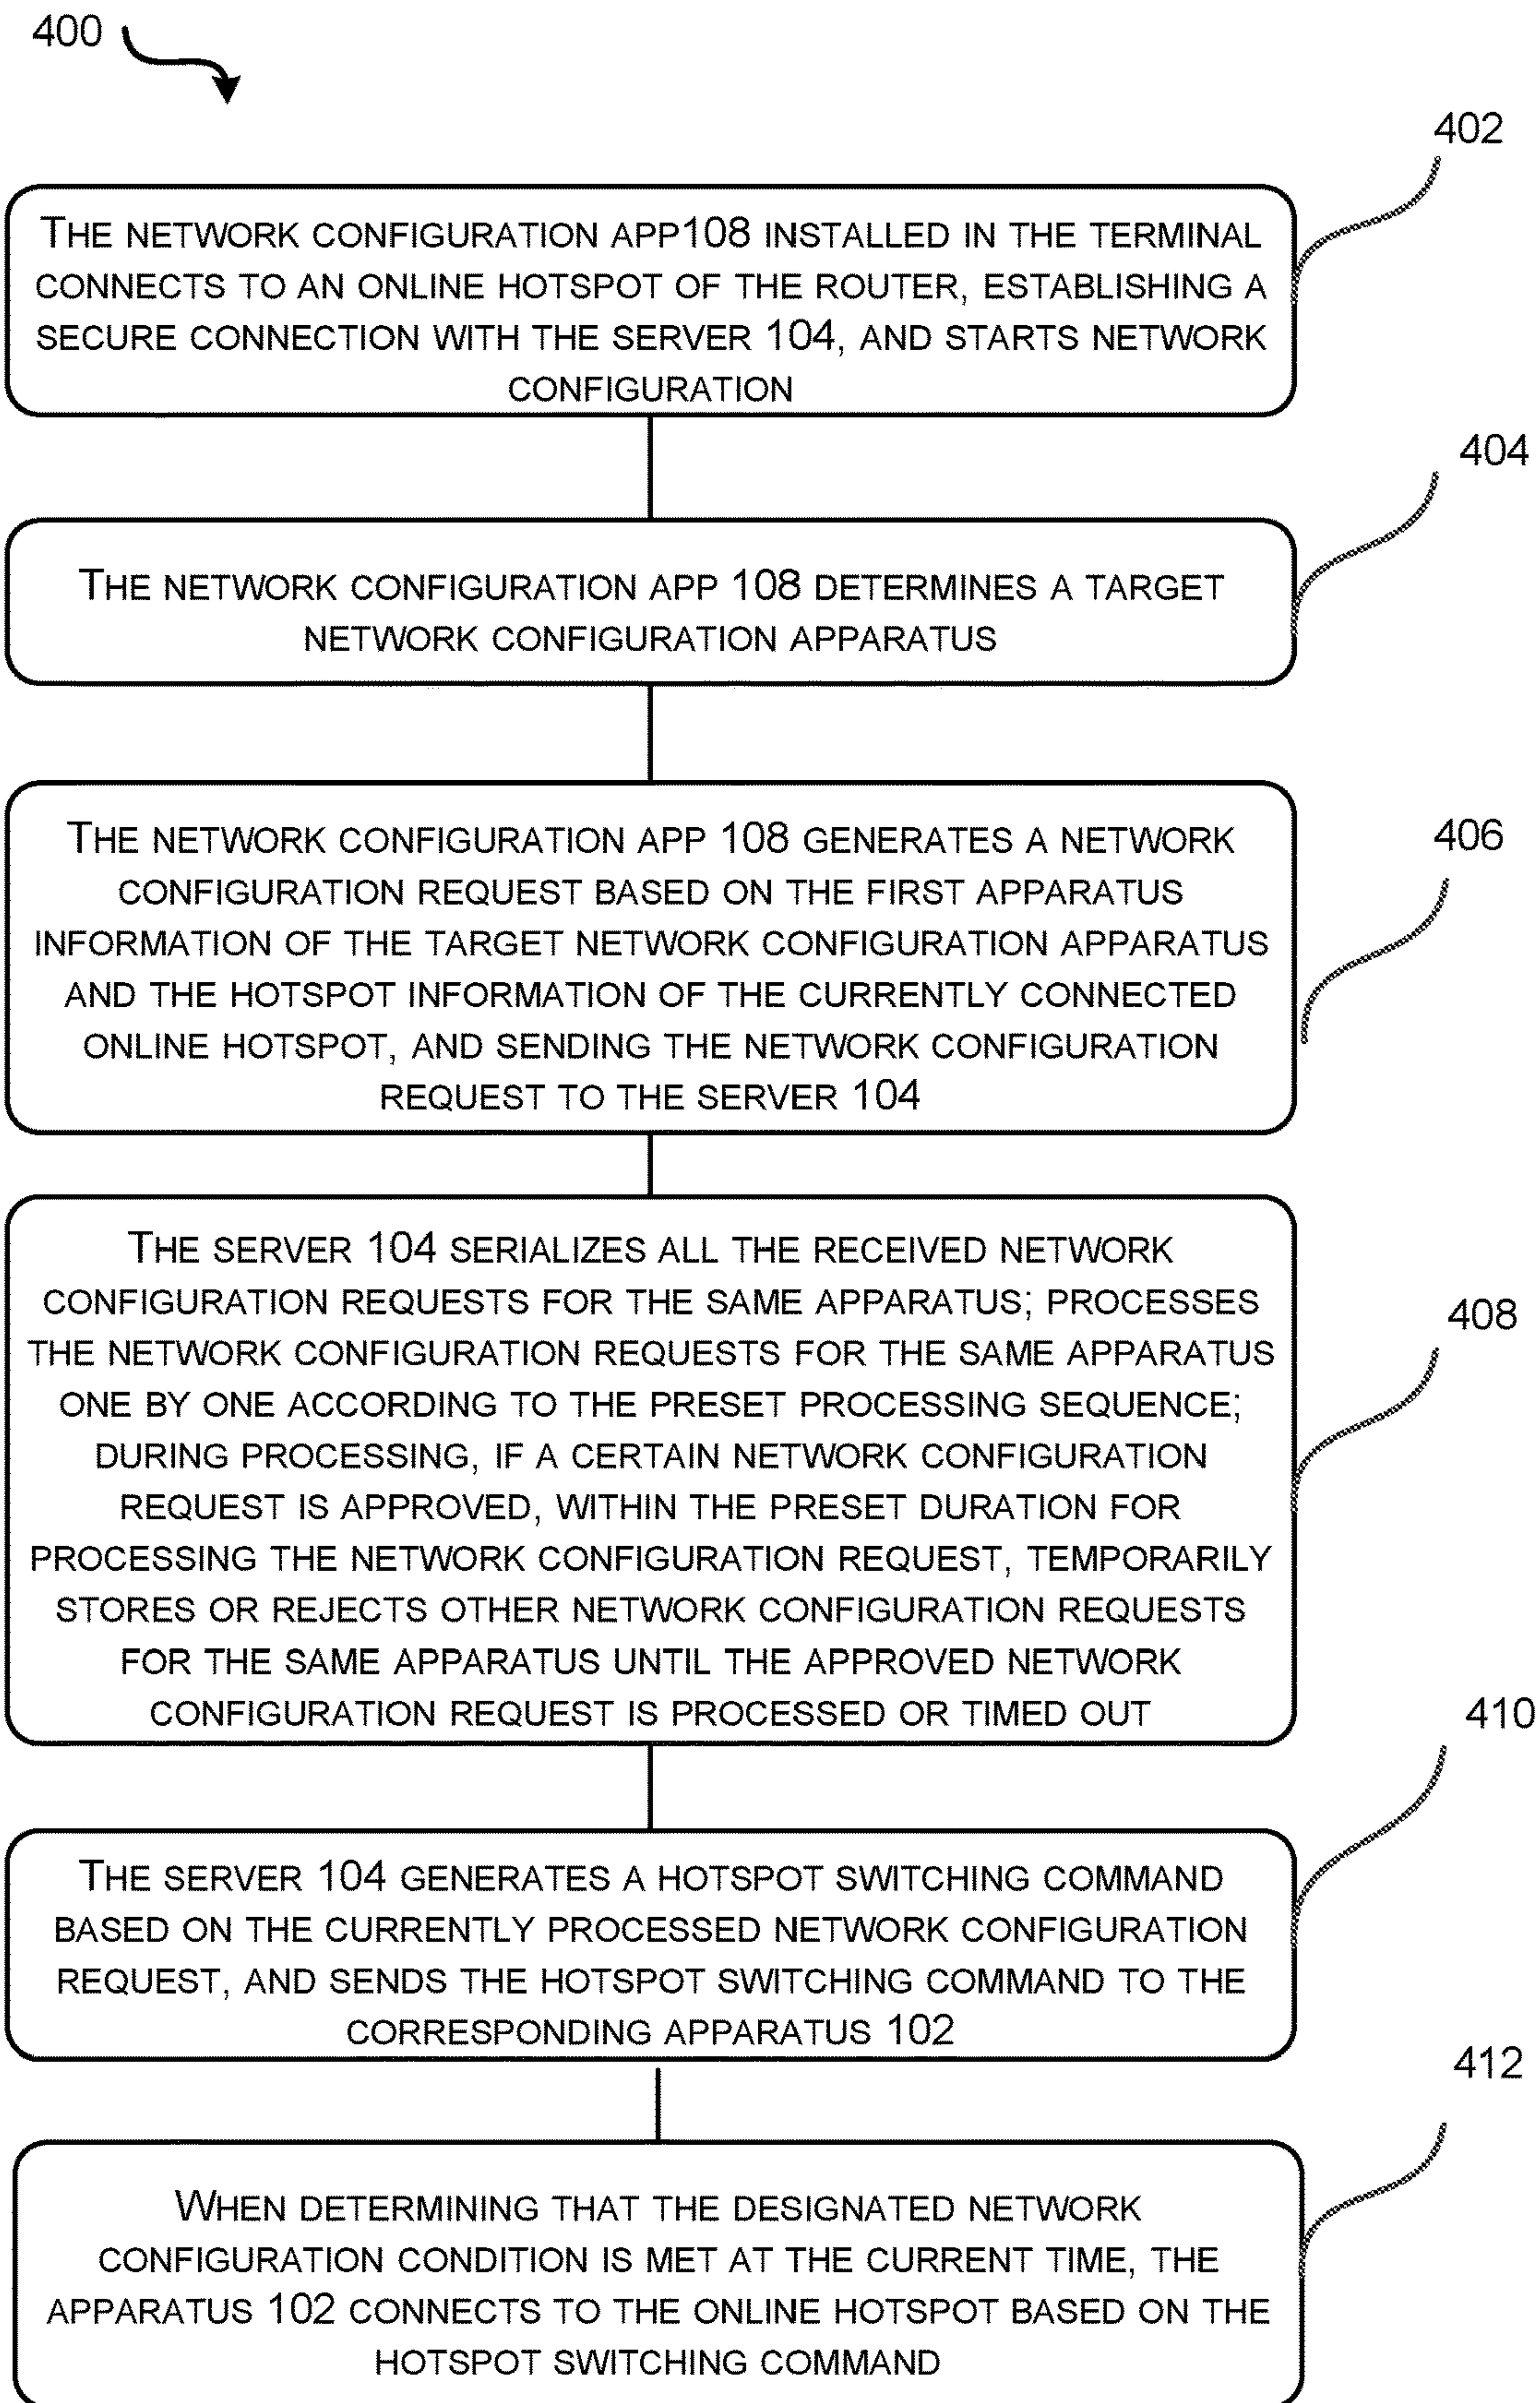 400
402
THE NETWORK CONFIGURATION APP108 INSTALLED IN THE TERMINAL
CONNECTS TO AN ONLINE HOTSPOT OF THE ROUTER, ESTABLISHING A
SECURE CONNECTION WITH THE SERVER 104, AND STARTS NETWORK
CONFIGURATION
404
THE NETWORK CONFIGURATION APP 108 DETERMINES A TARGET
NETWORK CONFIGURATION APPARATUS
406
THE NETWORK CONFIGURATION APP 108 GENERATES A NETWORK
CONFIGURATION REQUEST BASED ON THE FIRST APPARATUS
INFORMATION OF THE TARGET NETWORK CONFIGURATION APPARATUS
AND THE HOTSPOT INFORMATION OF THE CURRENTLY CONNECTED
ONLINE HOTSPOT, AND SENDING THE NETWORK CONFIGURATION
REQUEST TO THE SERVER 104
408
THE SERVER 104 SERIALIZES ALL THE RECEIVED NETWORK
CONFIGURATION REQUESTS FOR THE SAME APPARATUS; PROCESSES
THE NETWORK CONFIGURATION REQUESTS FOR THE SAME APPARATUS
ONE BY ONE ACCORDING TO THE PRESET PROCESSING SEQUENCE;
DURING PROCESSING, IF A CERTAIN NETWORK CONFIGURATION
REQUEST IS APPROVED, WITHIN THE PRESET DURATION FOR
PROCESSING THE NETWORK CONFIGURATION REQUEST, TEMPORARILY
STORES OR REJECTS OTHER NETWORK CONFIGURATION REQUESTS
FOR THE SAME APPARATUS UNTIL THE APPROVED NETWORK
CONFIGURATION REQUEST IS PROCESSED OR TIMED OUT
410
THE SERVER 104 GENERATES A HOTSPOT SWITCHING COMMAND
BASED ON THE CURRENTLY PROCESSED NETWORK CONFIGURATION
REQUEST, AND SENDS THE HOTSPOT SWITCHING COMMAND TO THE
CORRESPONDING APPARATUS 102
412
WHEN DETERMINING THAT THE DESIGNATED NETWORK
CONFIGURATION CONDITION IS MET AT THE CURRENT TIME, THE
APPARATUS 102 CONNECTS TO THE ONLINE HOTSPOT BASED ON THE
HOTSPOT SWITCHING COMMAND